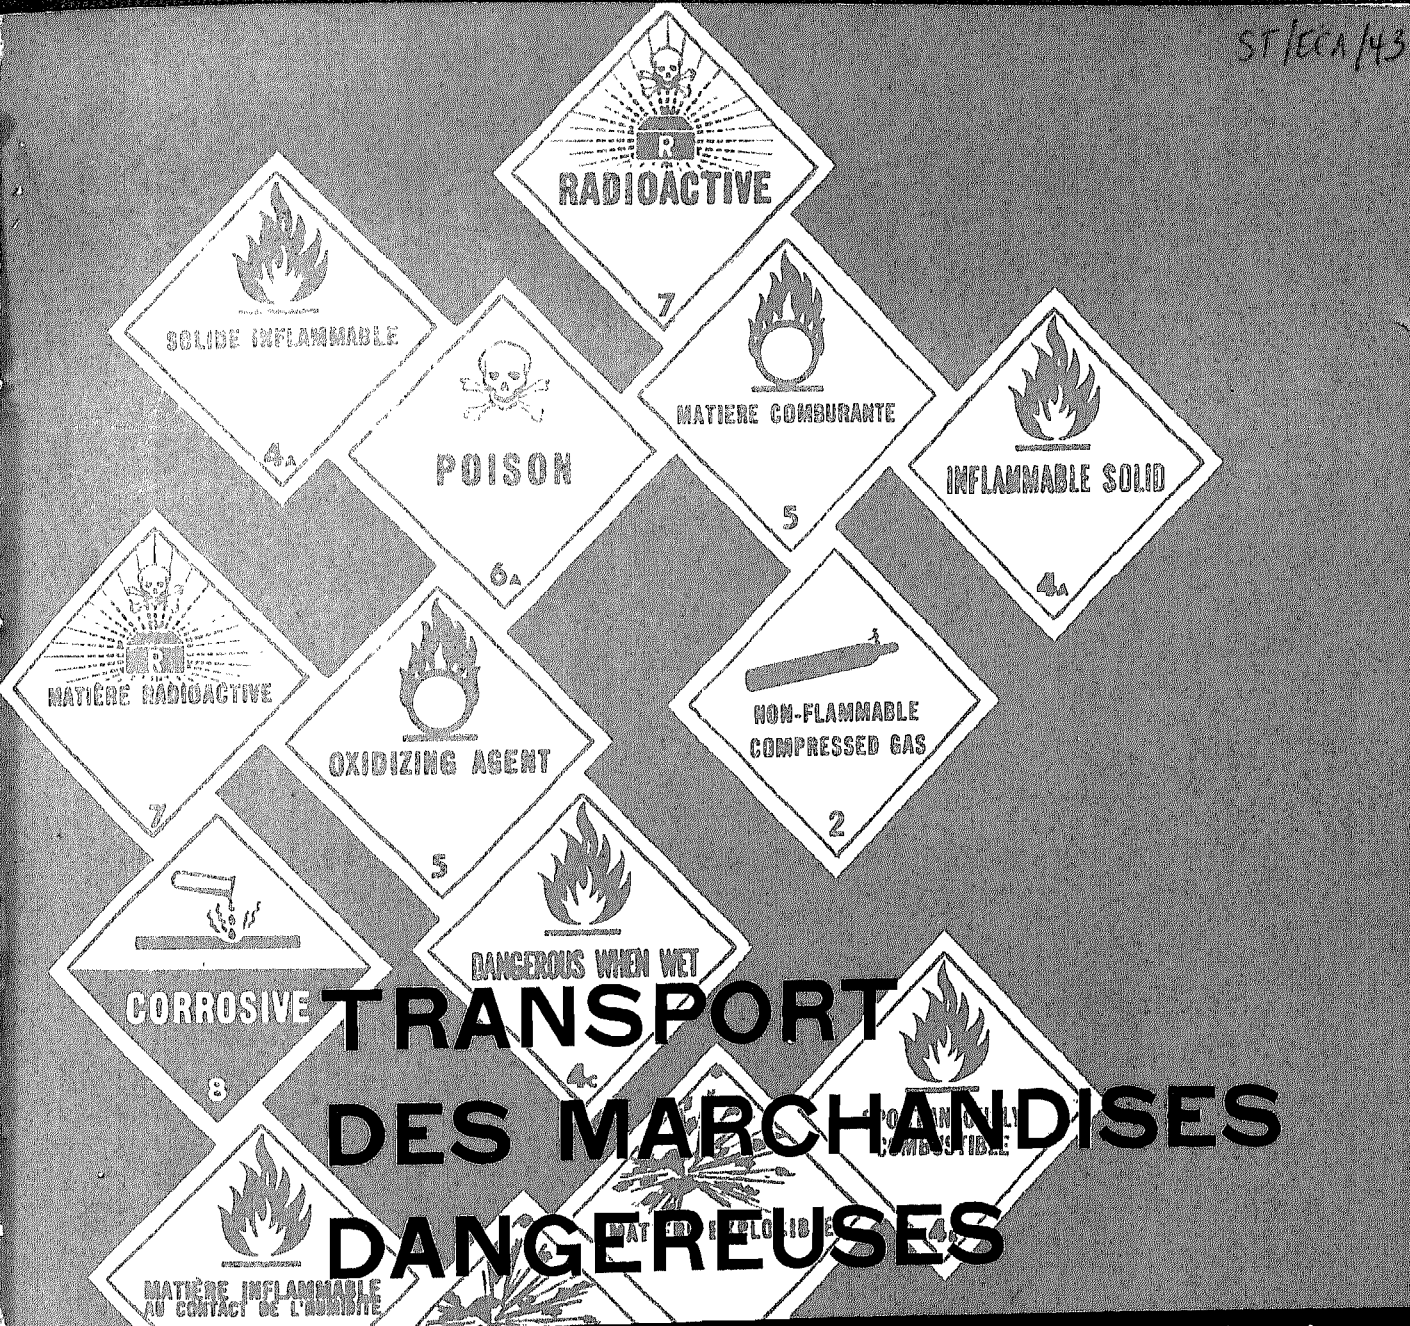 ST/ECA/43
R
RADIOACTIVE
7
SOLIDE INFLAMMABLE
4A
POISON
6A
MATIERE COMBURANTE
5
INFLAMMABLE SOLID
4A
R
MATIÈRE RADIOACTIVE
7
OXIDIZING AGENT
5
NON-FLAMMABLE
COMPRESSED GAS
2
CORROSIVE
8
DANGEROUS WHEN WET
4C
TRANSPORT
DES MARCHANDISES
DANGEREUSES
COMBUSTIBLE
MATIÈRE INFLAMMABLE
AU CONTACT DE L'HUMIDITÉ